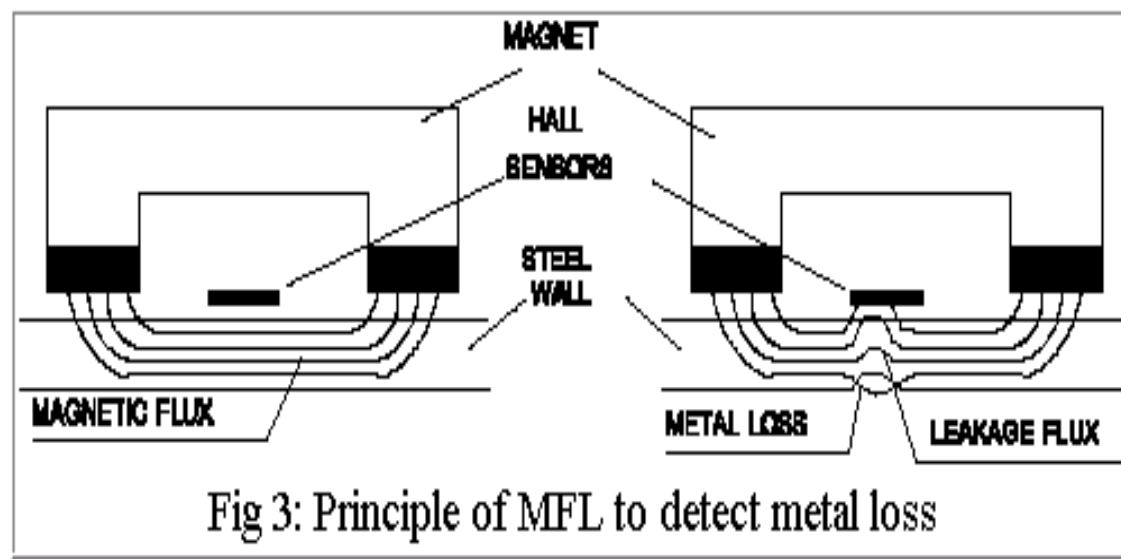 MAGNET
HALL
SENSORS
STEEL
WALL
MAGNETIC FLUX
METAL LOSS
LEAKAGE FLUX
Fig 3: Principle of MFL to detect metal loss